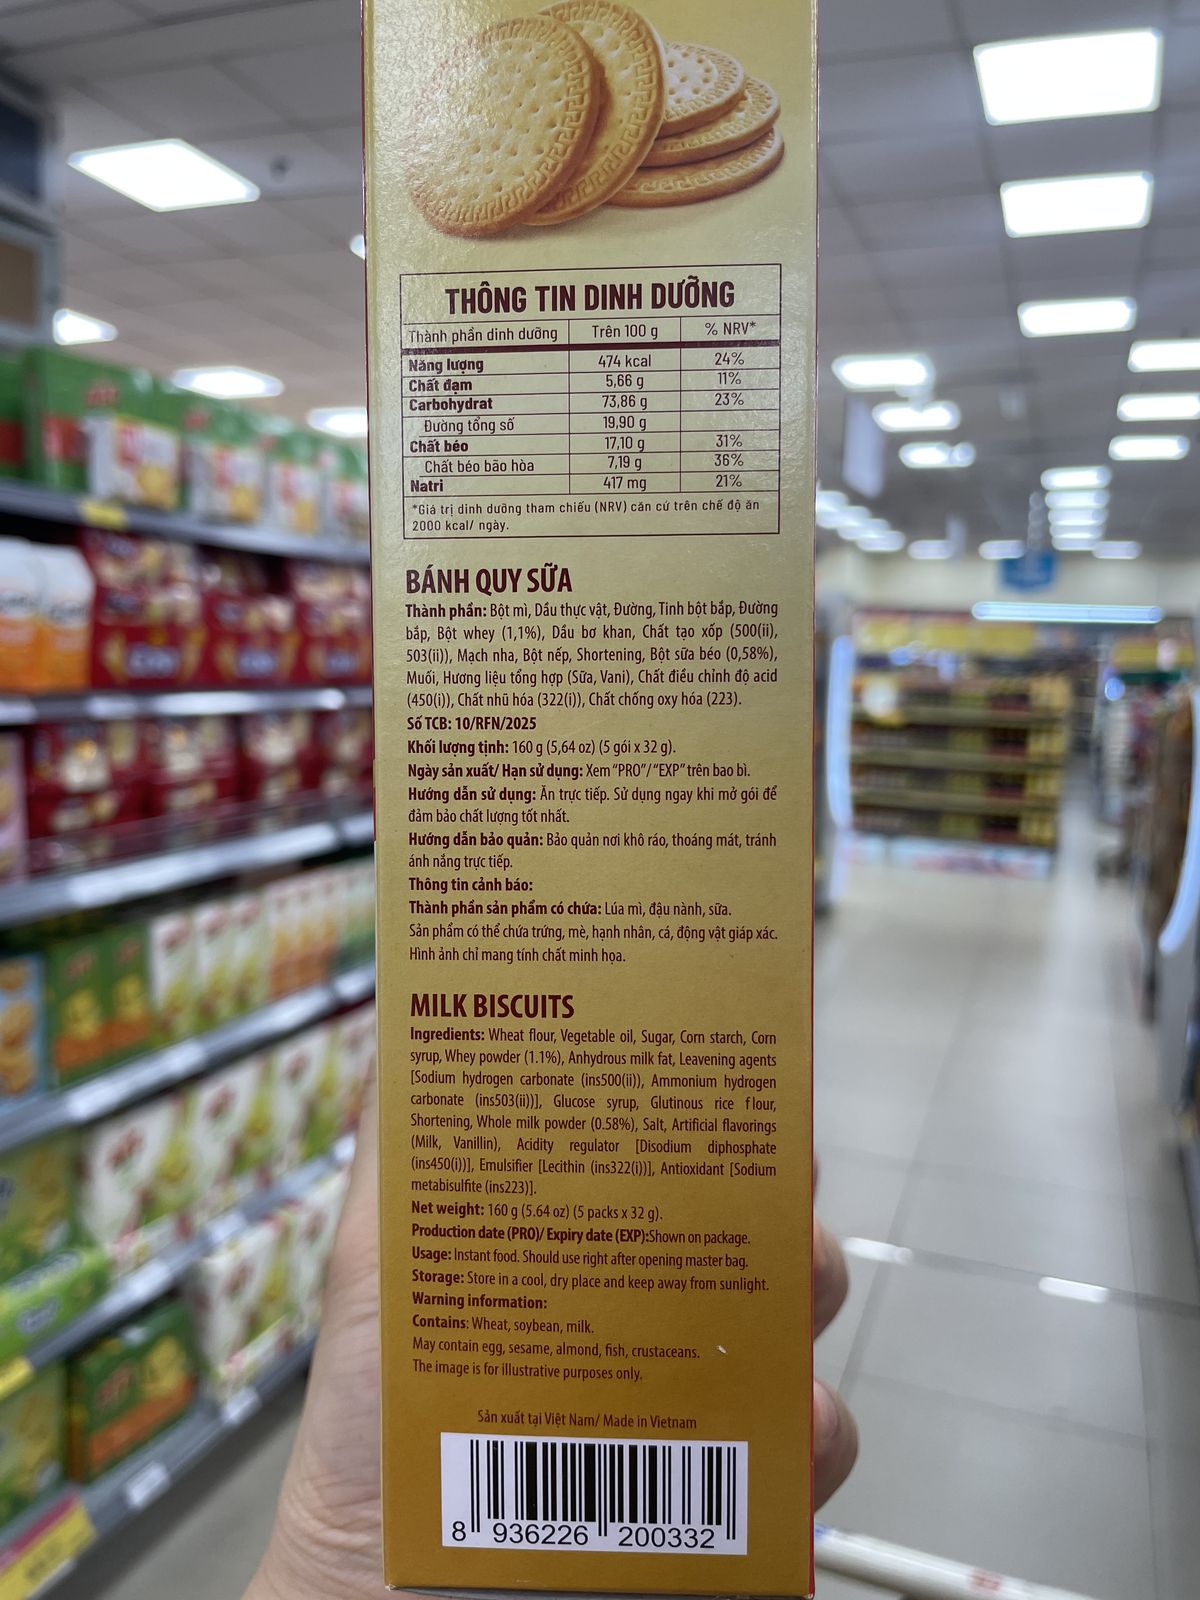 THÔNG TIN DINH DƯỠNG
Thành phần dinh dưỡng Trên 100 g % NRV*
Năng lượng 474 kcal 24%
Chất đạm 5,66 g 11%
Carbohydrat 73,86 g 23%
Đường tổng số 19,90 g
Chất béo 17,10 g 31%
Chất béo bão hòa 7,19 g 36%
Natri 417 mg 21%
*Giá trị dinh dưỡng tham chiếu (NRV) căn cứ trên chế độ ăn
2000 kcal/ ngày.
BÁNH QUY SỮA
Thành phần: Bột mì, Dầu thực vật, Đường, Tinh bột bắp, Đường
bắp, Bột whey (1,1%), Dầu bơ khan, Chất tạo xốp (500(ii),
503(ii)), Mạch nha, Bột nếp, Shortening, Bột sữa béo (0,58%),
Muối, Hương liệu tổng hợp (Sữa, Vani), Chất điều chỉnh độ acid
(450(i)), Chất nhũ hóa (322(i)), Chất chống oxy hóa (223).
Số TCB: 10/RFN/2025
Khối lượng tịnh: 160 g (5,64 oz) (5 gói x 32 g).
Ngày sản xuất/ Hạn sử dụng: Xem “PRO”/“EXP” trên bao bì.
Hướng dẫn sử dụng: Ăn trực tiếp. Sử dụng ngay khi mở gói để
đảm bảo chất lượng tốt nhất.
Hướng dẫn bảo quản: Bảo quản nơi khô ráo, thoáng mát, tránh
ánh nắng trực tiếp.
Thông tin cảnh báo:
Thành phần sản phẩm có chứa: Lúa mì, đậu nành, sữa.
Sản phẩm có thể chứa trứng, mè, hạnh nhân, cá, động vật giáp xác.
Hình ảnh chỉ mang tính chất minh họa.
MILK BISCUITS
Ingredients: Wheat flour, Vegetable oil, Sugar, Corn starch, Corn
syrup, Whey powder (1.1%), Anhydrous milk fat, Leavening agents
[Sodium hydrogen carbonate (ins500(ii)), Ammonium hydrogen
carbonate (ins503(ii))], Glucose syrup, Glutinous rice flour,
Shortening, Whole milk powder (0.58%), Salt, Artificial flavorings
(Milk, Vanillin), Acidity regulator [Disodium diphosphate
(ins450(i))], Emulsifier [Lecithin (ins322(i))], Antioxidant [Sodium
metabisulfite (ins223)].
Net weight: 160 g (5.64 oz) (5 packs x 32 g).
Production date (PRO)/ Expiry date (EXP):Shown on package.
Usage: Instant food. Should use right after opening master bag.
Storage: Store in a cool, dry place and keep away from sunlight.
Warning information:
Contains: Wheat, soybean, milk.
May contain egg, sesame, almond, fish, crustaceans.
The image is for illustrative purposes only.
Sản xuất tại Việt Nam/ Made in Vietnam
8 936226 200332